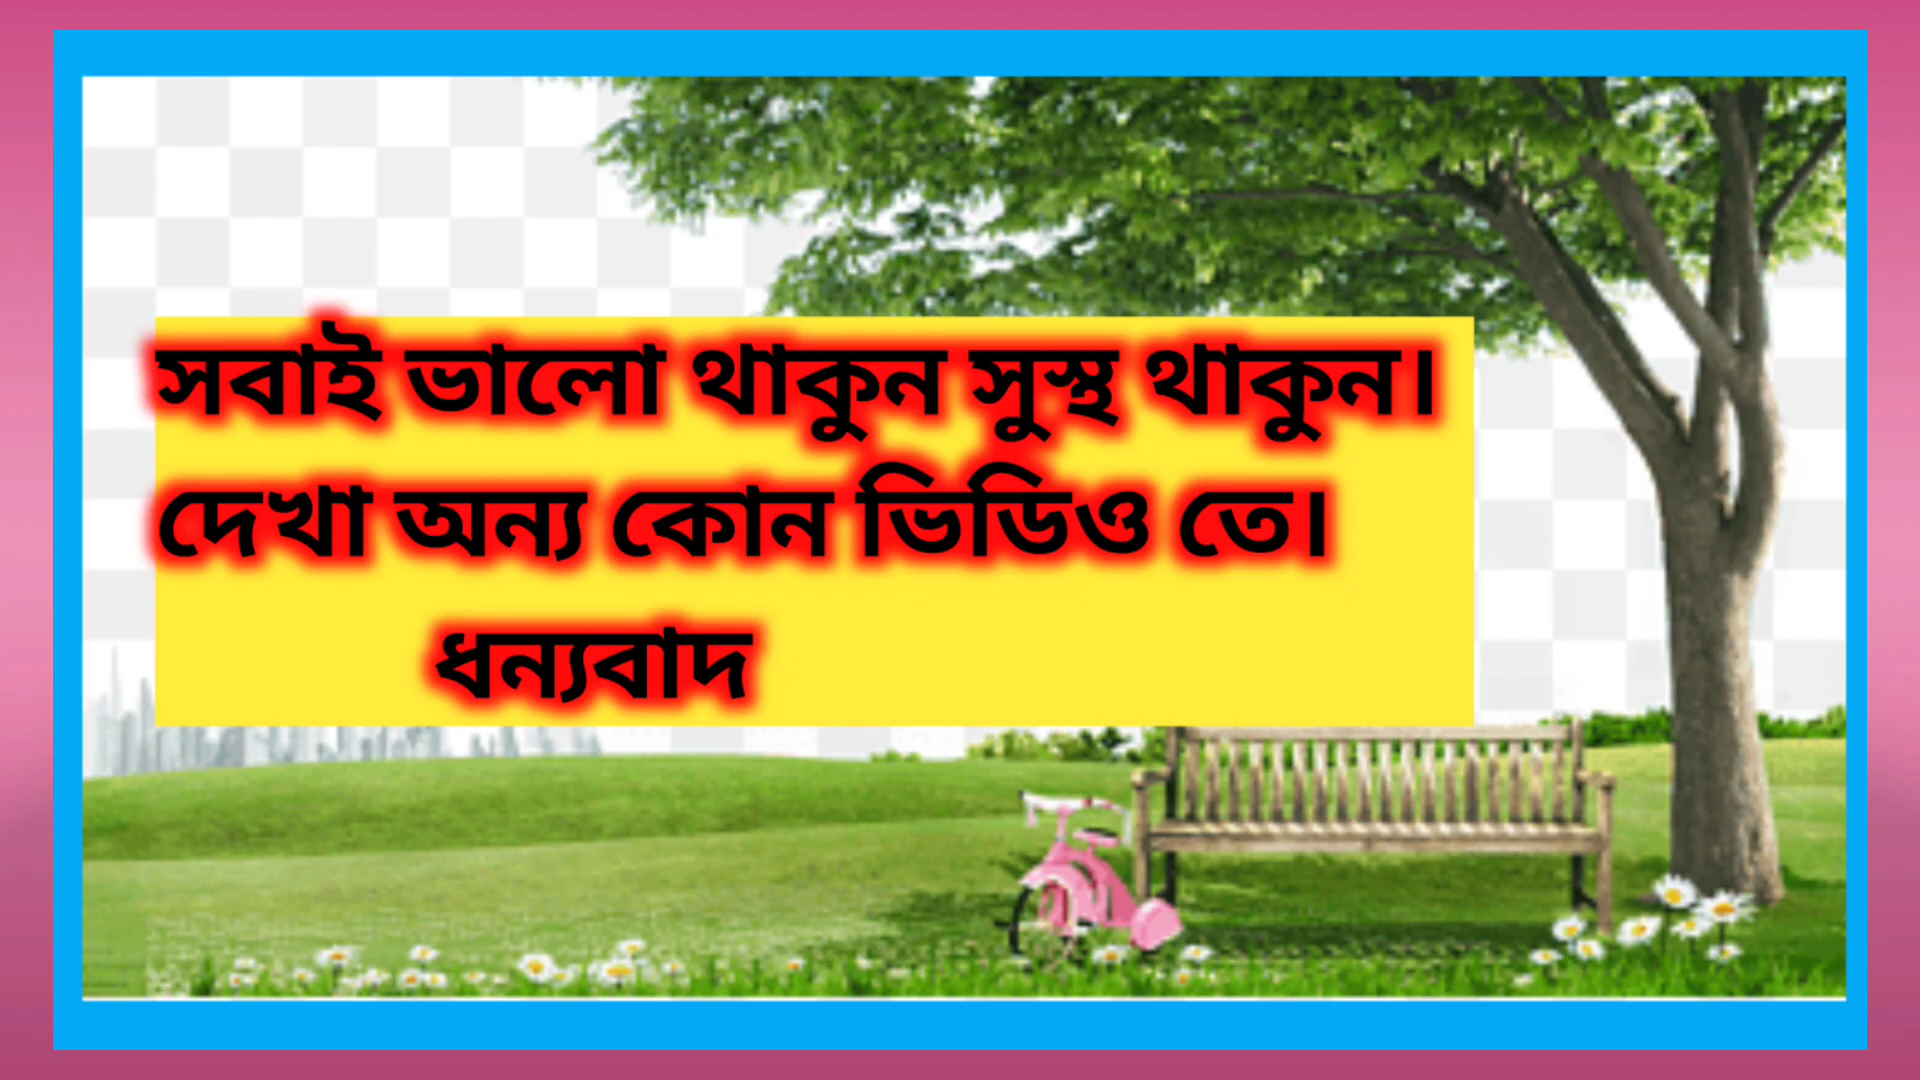 সবাই ভালো থাকুন সুস্থ থাকুন।
দেখা অন্য কোন ভিডিও তে।
ধন্যবাদ